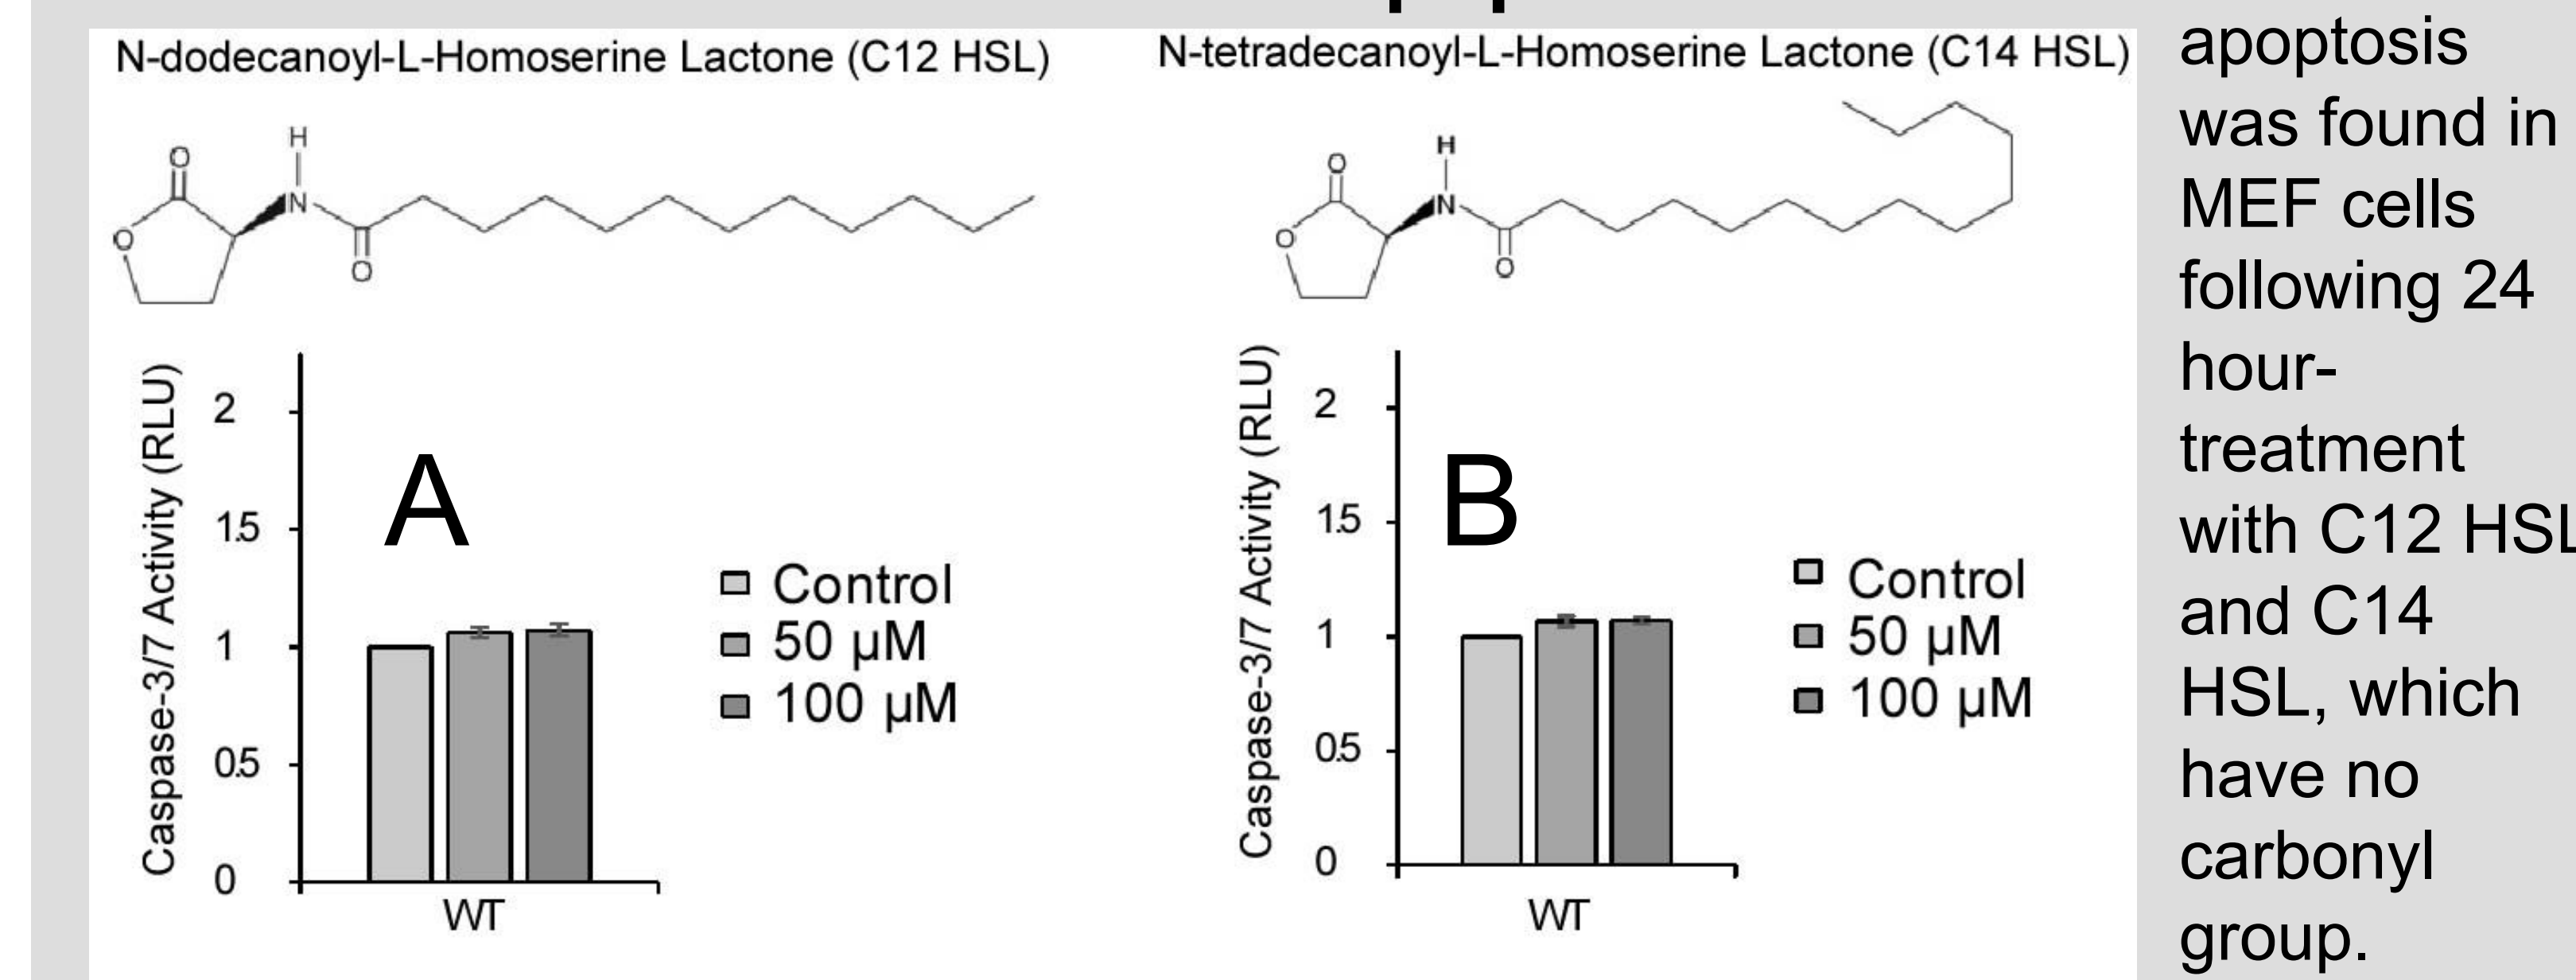 N-dodecanoyl-L-Homoserine Lactone (C12 HSL)
O
H
N
O
O
Caspase-3/7 Activity (RLU)
2
1.5
1
0.5
0
A
Control
50 µM
100 µM
WT
N-tetradecanoyl-L-Homoserine Lactone (C14 HSL)
O
H
N
O
O
Caspase-3/7 Activity (RLU)
2
1.5
1
0.5
0
B
Control
50 µM
100 µM
WT
apoptosis
was found in
MEF cells
following 24
hour-
treatment
with C12 HSL
and C14
HSL, which
have no
carbonyl
group.